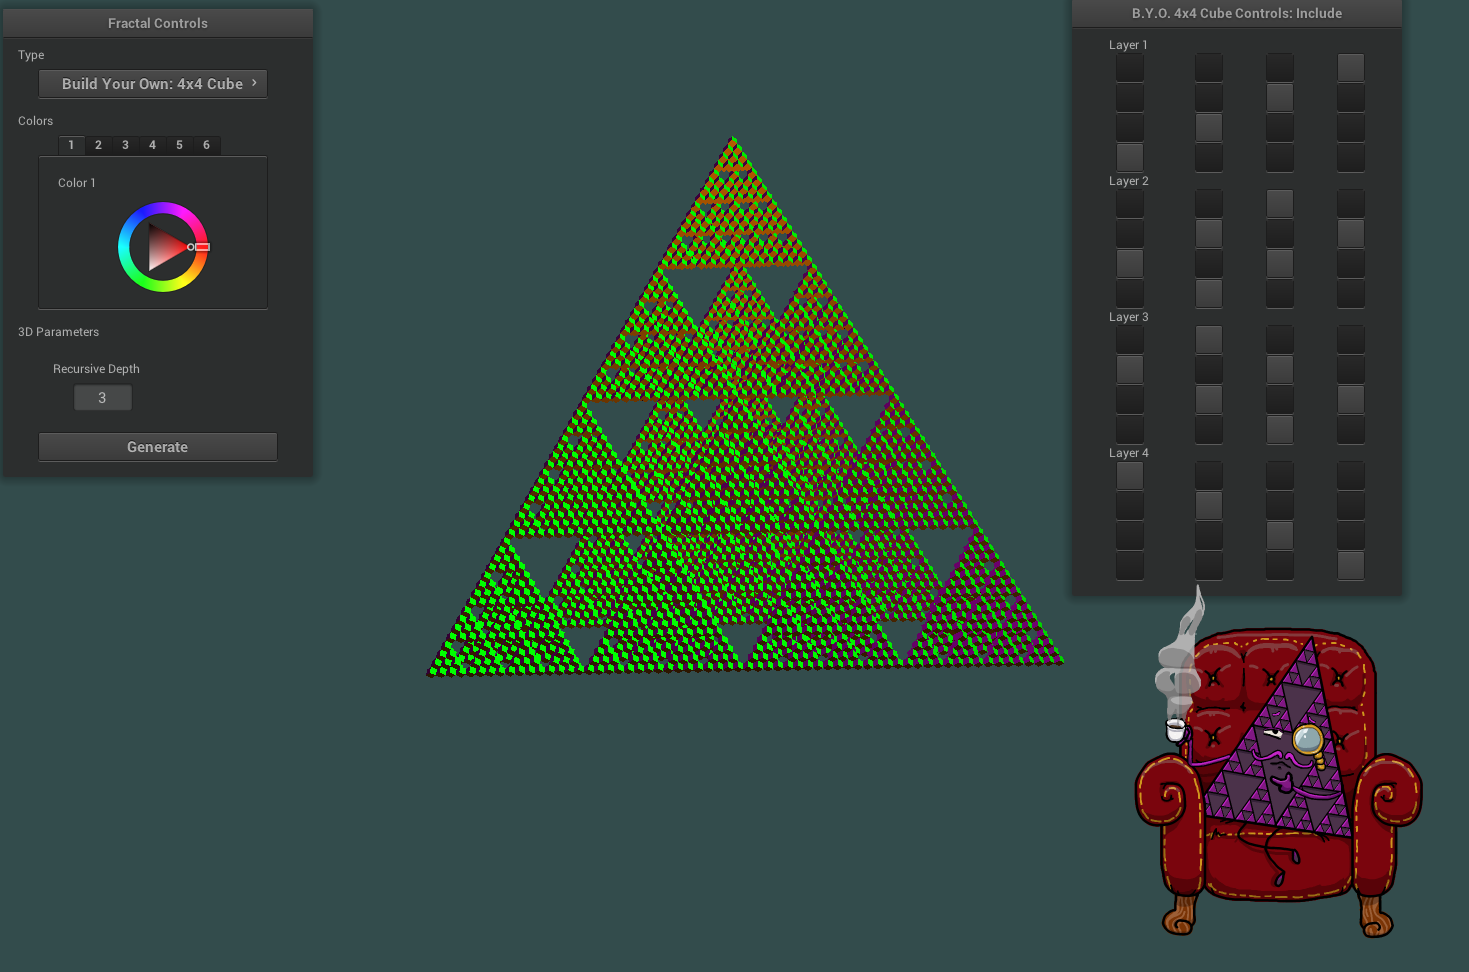 Fractal Controls
Type
Build Your Own: 4x4 Cube ›
Colors
1 2 3 4 5 6
Color 1
3D Parameters
Recursive Depth
3
Generate
B.Y.O. 4x4 Cube Controls: Include
Layer 1
Layer 2
Layer 3
Layer 4